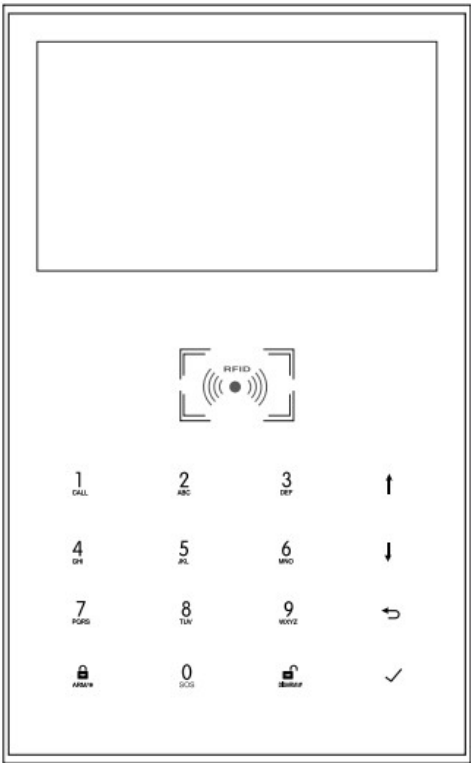 RFID
1 2 3
CALL ABC DEF
4 5 6
GHI JKL MNO
7 8 9
PQRS TUV WXYZ
0
ARM/* SOS DISARM/#